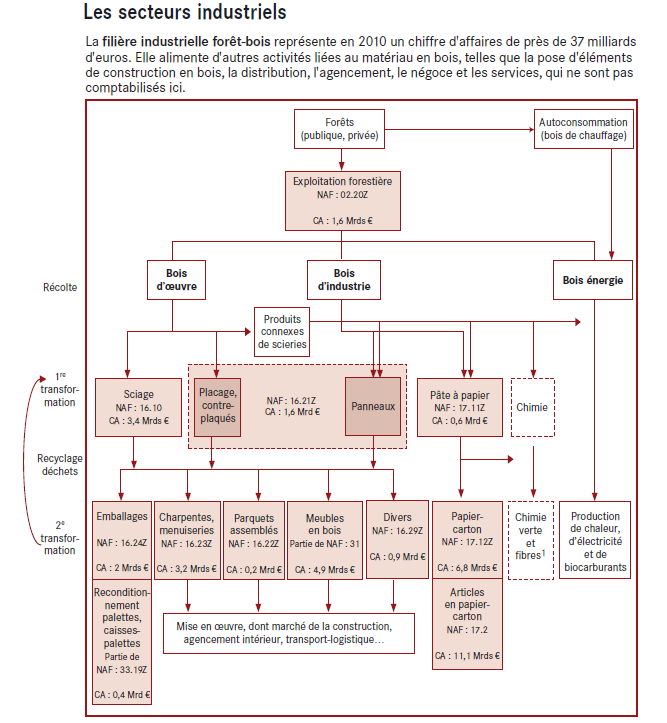 Les secteurs industriels
La filière industrielle forêt-bois représente en 2010 un chiffre d'affaires de près de 37 milliards
d'euros. Elle alimente d'autres activités liées au matériau en bois, telles que la pose d'éléments
de construction en bois, la distribution, l'agencement, le négoce et les services, qui ne sont pas
comptabilisés ici.
Forêts
(publique, privée)
Autoconsommation
(bois de chauffage)
Exploitation forestière
NAF : 02.20Z
CA : 1,6 Mrds €
Récolte
Bois
d'œuvre
Bois
d'industrie
Bois énergie
Produits
connexes
de scieries
1re
transfor-
mation
Sciage
NAF : 16.10
CA : 3,4 Mrds €
Placage,
contre-
plaqués
NAF : 16.21Z
CA : 1,6 Mrd €
Panneaux
Pâte à papier
NAF : 17.11Z
CA : 0,6 Mrd €
Chimie
Recyclage
déchets
2e
transfor-
mation
Emballages
NAF : 16.24Z
CA : 2 Mrds €
Charpentes,
menuiseries
NAF : 16.23Z
CA : 3,2 Mrds €
Parquets
assemblés
NAF : 16.22Z
CA : 0,2 Mrd €
Meubles
en bois
Partie de NAF : 31
CA : 4,9 Mrds €
Divers
NAF : 16.29Z
CA : 0,9 Mrd €
Papier-
carton
NAF : 17.12Z
CA : 6,8 Mrds €
Chimie
verte
et
fibres1
Production
de chaleur,
d'électricité
et de
biocarburants
Recondition-
nement
palettes,
caisses-
palettes
Partie de
NAF : 33.19Z
CA : 0,4 Mrd €
Mise en œuvre, dont marché de la construction,
agencement intérieur, transport-logistique...
Articles
en papier-
carton
NAF : 17.2
CA : 11,1 Mrds €